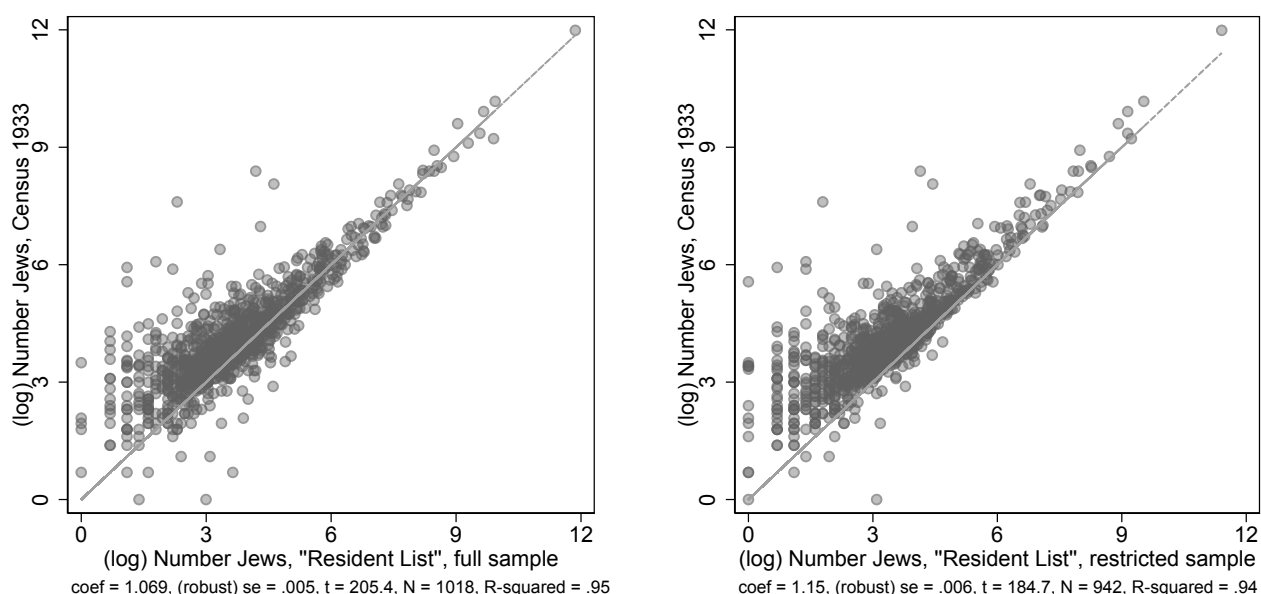 (log) Number Jews, Census 1933
12
9
6
3
0
0 3 6 9 12
(log) Number Jews, "Resident List", full sample
coef = 1.069, (robust) se = .005, t = 205.4, N = 1018, R-squared = .95
(log) Number Jews, Census 1933
12
9
6
3
0
0 3 6 9 12
(log) Number Jews, "Resident List", restricted sample
coef = 1.15, (robust) se = .006, t = 184.7, N = 942, R-squared = .94